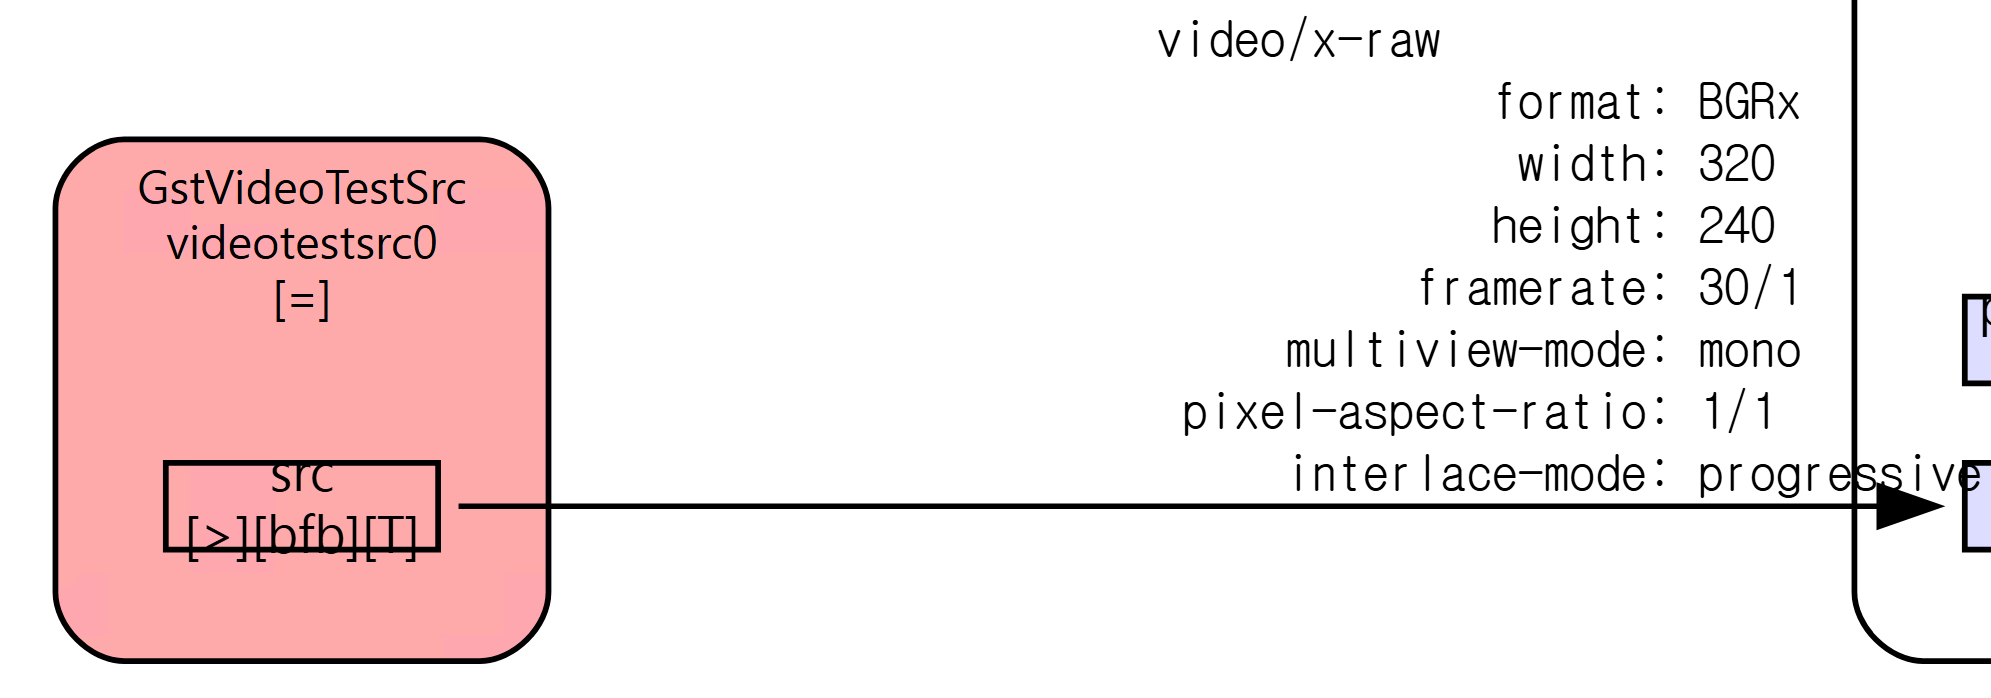 video/x-raw
format: BGRx
width: 320
height: 240
framerate: 30/1
multiview-mode: mono
pixel-aspect-ratio: 1/1
interlace-mode: progressive
GstVideoTestSrc
videotestsrc0
[=]
src
[>][bfb][T]